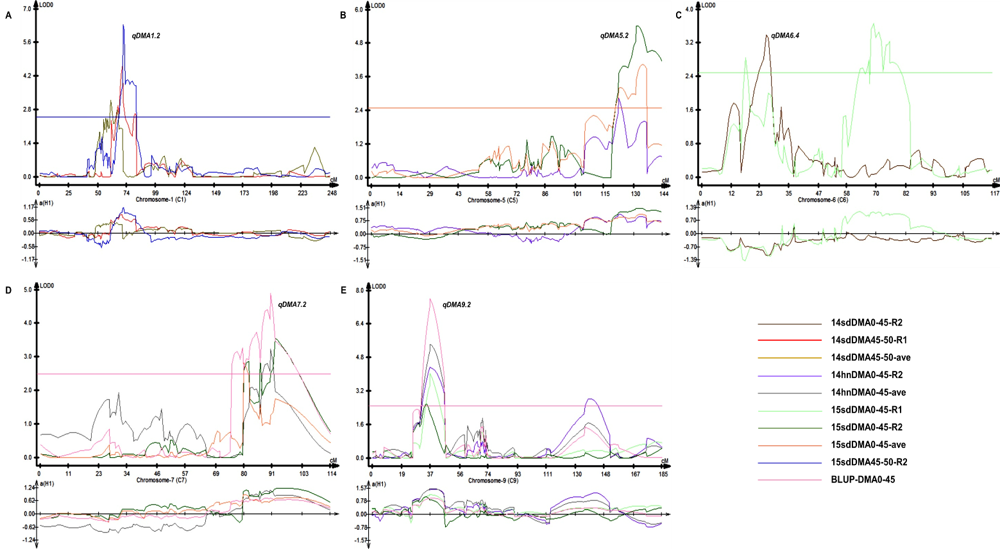 A
LOD0
7.0
5.6
4.2
2.8
1.4
0.0
qDMA1.2
cM
0 25 50 74 99 124 149 173 198 223 248
Chromosome-1 (C1)
a(H1)
1.17
0.58
0.00
-0.58
-1.17
B
LOD0
6.0
4.8
3.6
2.4
1.2
0.0
qDMA5.2
cM
0 14 29 43 58 72 86 101 115 130 144
Chromosome-5 (C5)
a(H1)
1.51
0.75
0.00
-0.75
-1.51
C
LOD0
4.0
3.2
2.4
1.6
0.8
0.0
qDMA6.4
cM
0 12 23 35 47 58 70 82 93 105 117
Chromosome-6 (C6)
a(H1)
1.39
0.70
0.00
-0.70
-1.39
D
LOD0
5.0
4.0
3.0
2.0
1.0
0.0
qDMA7.2
cM
0 11 23 34 46 57 69 80 91 103 114
Chromosome-7 (C7)
a(H1)
1.24
0.62
0.00
-0.62
-1.24
E
LOD0
8.0
6.4
4.8
3.2
1.6
0.0
qDMA9.2
cM
0 19 37 56 74 93 111 130 148 167 185
Chromosome-9 (C9)
a(H1)
1.57
0.78
0.00
-0.78
-1.57
14sdDMA0-45-R2
14sdDMA45-50-R1
14sdDMA45-50-ave
14hnDMA0-45-R2
14hnDMA0-45-ave
15sdDMA0-45-R1
15sdDMA0-45-R2
15sdDMA0-45-ave
15sdDMA45-50-R2
BLUP-DMA0-45